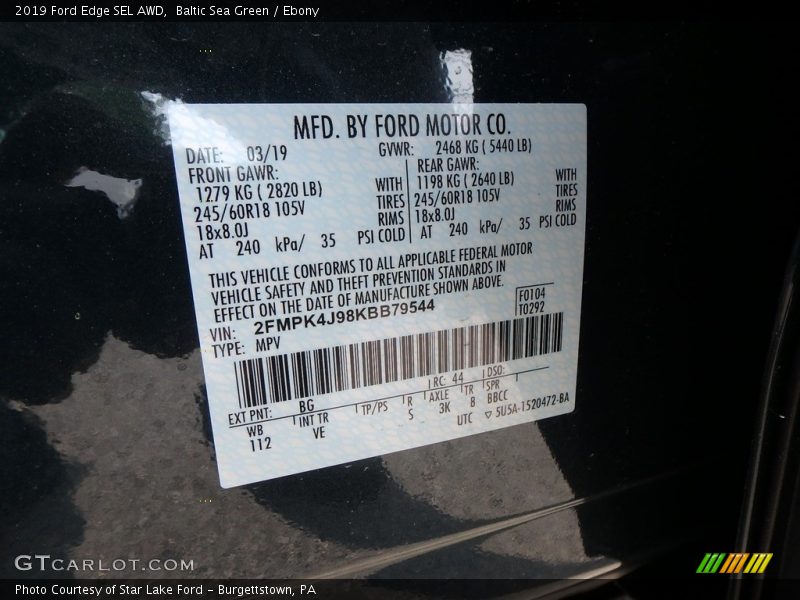 2019 Ford Edge SEL AWD,  Baltic Sea Green / Ebony
MFD. BY FORD MOTOR CO.
DATE: 03/19 GVWR: 2468 KG ( 5440 LB)
FRONT GAWR: REAR GAWR:
1279 KG ( 2820 LB) WITH 1198 KG ( 2640 LB) WITH
245/60R18 105V TIRES 245/60R18 105V TIRES
18x8.0J RIMS 18x8.0J RIMS
AT 240 kPa/ 35 PSI COLD AT 240 kPa/ 35 PSI COLD
THIS VEHICLE CONFORMS TO ALL APPLICABLE FEDERAL MOTOR
VEHICLE SAFETY AND THEFT PREVENTION STANDARDS IN
EFFECT ON THE DATE OF MANUFACTURE SHOWN ABOVE.
VIN: 2FMPK4J98KBB79544 F0104
TYPE: MPV T0292
EXT PNT: BG RC: 44 DSO:
WB INT TR TP/PS R AXLE TR SPR
112 VE S 3K 8 BBCC
UTC ▽ 5U5A-1520472-BA
GTCARLOT.COM
Photo Courtesy of Star Lake Ford - Burgettstown, PA